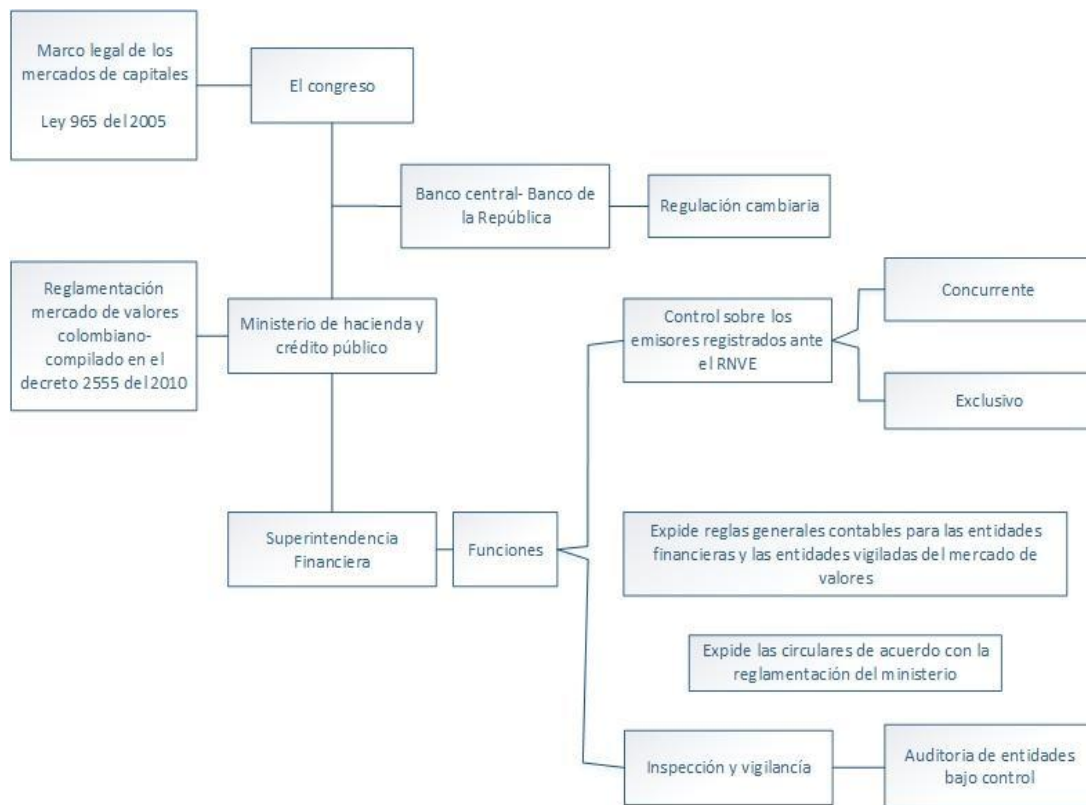 Marco legal de los
mercados de capitales
Ley 965 del 2005
El congreso
Banco central- Banco de
la República
Regulación cambiaria
Reglamentación
mercado de valores
colombiano-
compilado en el
decreto 2555 del 2010
Ministerio de hacienda y
crédito público
Control sobre los
emisores registrados ante
el RNVE
Concurrente
Exclusivo
Superintendencia
Financiera
Funciones
Expide reglas generales contables para las entidades
financieras y las entidades vigiladas del mercado de
valores
Expide las circulares de acuerdo con la
reglamentación del ministerio
Inspección y vigilancía
Auditoria de entidades
bajo control